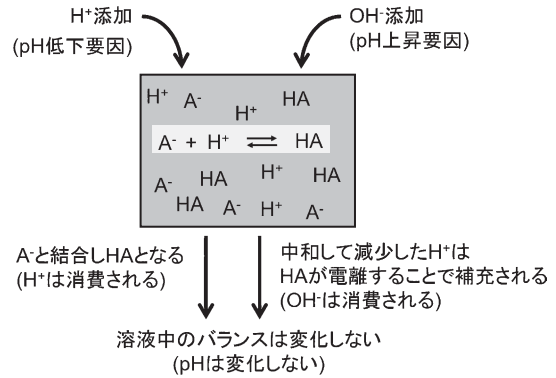 H⁺添加
(pH低下要因)
OH⁻添加
(pH上昇要因)
H⁺ A⁻ H⁺ HA
A⁻ + H⁺ ⇄ HA
A⁻ HA H⁺ HA
HA A⁻ H⁺ A⁻
A⁻と結合しHAとなる
(H⁺は消費される)
中和して減少したH⁺は
HAが電離することで補充される
(OH⁻は消費される)
溶液中のバランスは変化しない
(pHは変化しない)